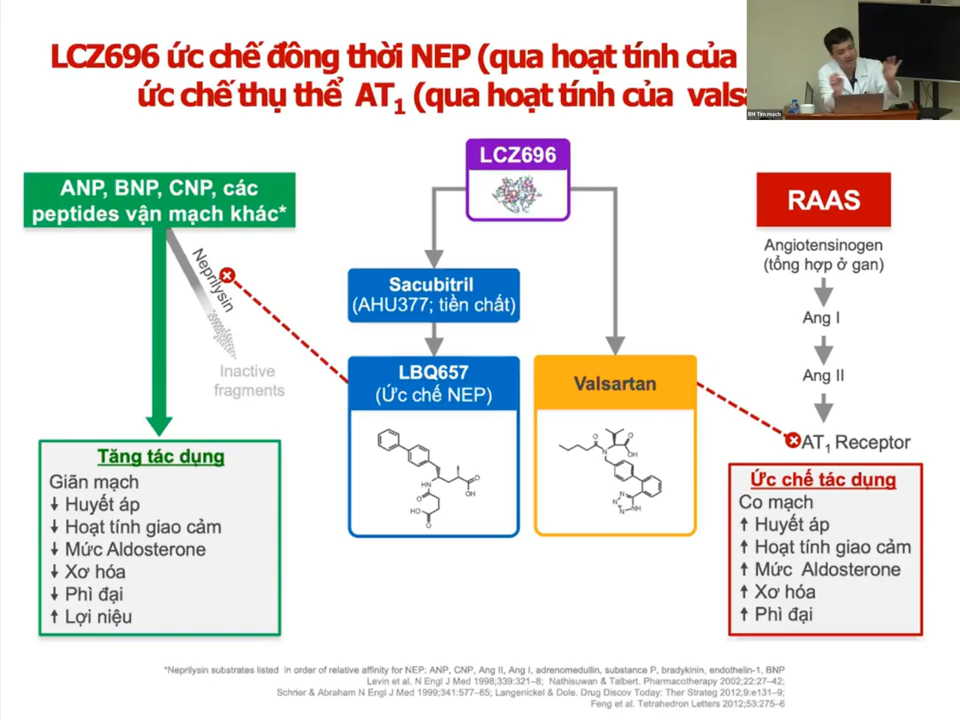 LCZ696 ức chế đồng thời NEP (qua hoạt tính của
ức chế thụ thể AT₁ (qua hoạt tính của
BM Tim mạch
LCZ696
ANP, BNP, CNP, các
peptides vận mạch khác*
Neprilysin
Inactive
fragments
Tăng tác dụng
Giãn mạch
↓ Huyết áp
↓ Hoạt tính giao cảm
↓ Mức Aldosterone
↓ Xơ hóa
↓ Phì đại
↑ Lợi niệu
Sacubitril
(AHU377; tiền chất)
LBQ657
(Ức chế NEP)
HN
O
O
OH
HO
O
Valsartan
O
N
O
OH
N
N
N
NH
RAAS
Angiotensinogen
(tổng hợp ở gan)
Ang I
Ang II
AT₁ Receptor
Ức chế tác dụng
Co mạch
↑ Huyết áp
↑ Hoạt tính giao cảm
↑ Mức Aldosterone
↑ Xơ hóa
↑ Phì đại
*Neprilysin substrates listed in order of relative affinity for NEP: ANP, CNP, Ang II, Ang I, adrenomedullin, substance P, bradykinin, endothelin-1, BNP
Levin et al. N Engl J Med 1998;339:321–8; Nathisuwan & Talbert. Pharmacotherapy 2002;22:27–42;
Schrier & Abraham N Engl J Med 1999;341:577–85; Langenickel & Dole. Drug Discov Today: Ther Strateg 2012;9:e131–9;
Feng et al. Tetrahedron Letters 2012;53:275–6